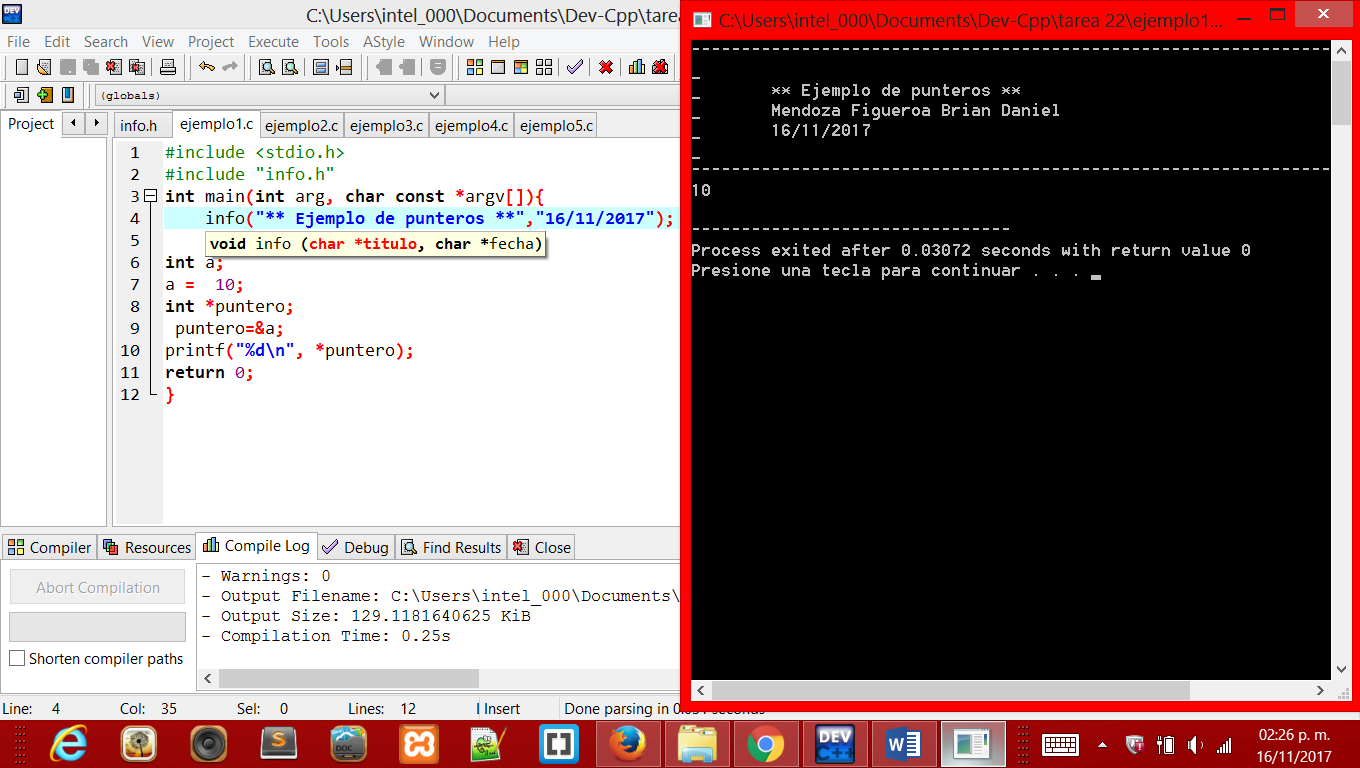 C:\Users\intel_000\Documents\Dev-Cpp\tarea
File Edit Search View Project Execute Tools AStyle Window Help
(globals)
Project
info.h ejemplo1.c ejemplo2.c ejemplo3.c ejemplo4.c ejemplo5.c
1 #include <stdio.h>
2 #include "info.h"
3 int main(int arg, char const *argv[]){
4 info("** Ejemplo de punteros **","16/11/2017");
5
void info (char *titulo, char *fecha)
6 int a;
7 a = 10;
8 int *puntero;
9 puntero=&a;
10 printf("%d\n", *puntero);
11 return 0;
12 }
Compiler Resources Compile Log Debug Find Results Close
Abort Compilation
Shorten compiler paths
- Warnings: 0
- Output Filename: C:\Users\intel_000\Documents\
- Output Size: 129.1181640625 KiB
- Compilation Time: 0.25s
Line: 4 Col: 35 Sel: 0 Lines: 12 Insert Done parsing in seconds
C:\Users\intel_000\Documents\Dev-Cpp\tarea 22\ejemplo1...
** Ejemplo de punteros **
Mendoza Figueroa Brian Daniel
16/11/2017
10
--------------------------------
Process exited after 0.03072 seconds with return value 0
Presione una tecla para continuar . . .
DEV C++
DOC
02:26 p. m.
16/11/2017